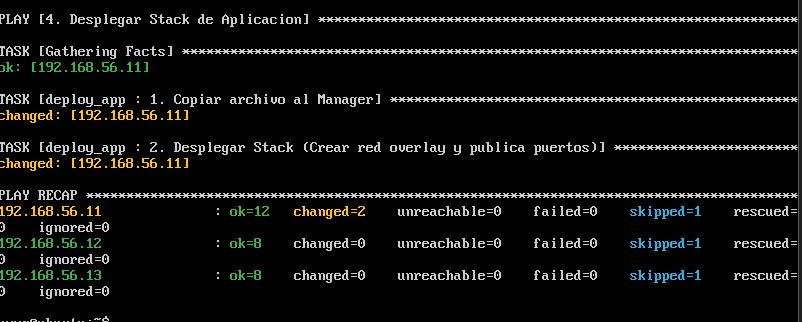 PLAY [4. Desplegar Stack de Aplicacion] ************************************************************
TASK [Gathering Facts] *****************************************************************************
ok: [192.168.56.11]
TASK [deploy_app : 1. Copiar archivo al Manager] ***************************************************
changed: [192.168.56.11]
TASK [deploy_app : 2. Desplegar Stack (Crear red overlay y publica puertos)] ***********************
changed: [192.168.56.11]
PLAY RECAP *****************************************************************************************
192.168.56.11 : ok=12 changed=2 unreachable=0 failed=0 skipped=1 rescued=
0 ignored=0
192.168.56.12 : ok=8 changed=0 unreachable=0 failed=0 skipped=1 rescued=
0 ignored=0
192.168.56.13 : ok=8 changed=0 unreachable=0 failed=0 skipped=1 rescued=
0 ignored=0